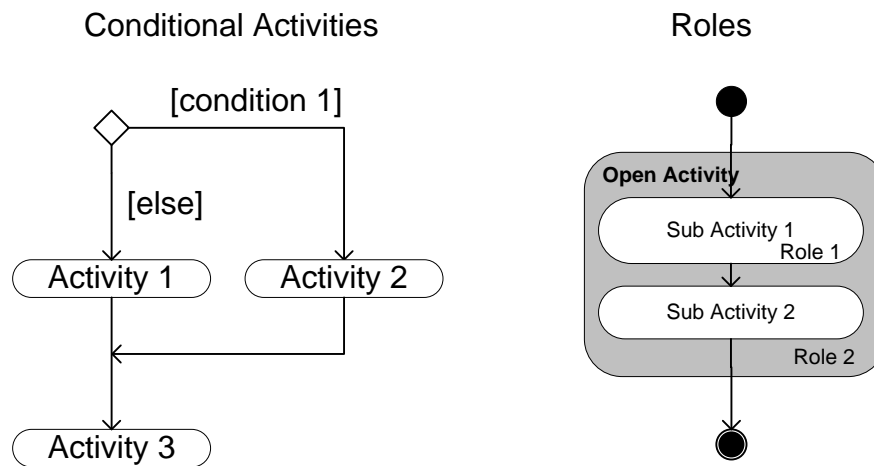 Conditional Activities
[condition 1]
[else]
Activity 1
Activity 2
Activity 3
Roles
Open Activity
Sub Activity 1
Role 1
Sub Activity 2
Role 2